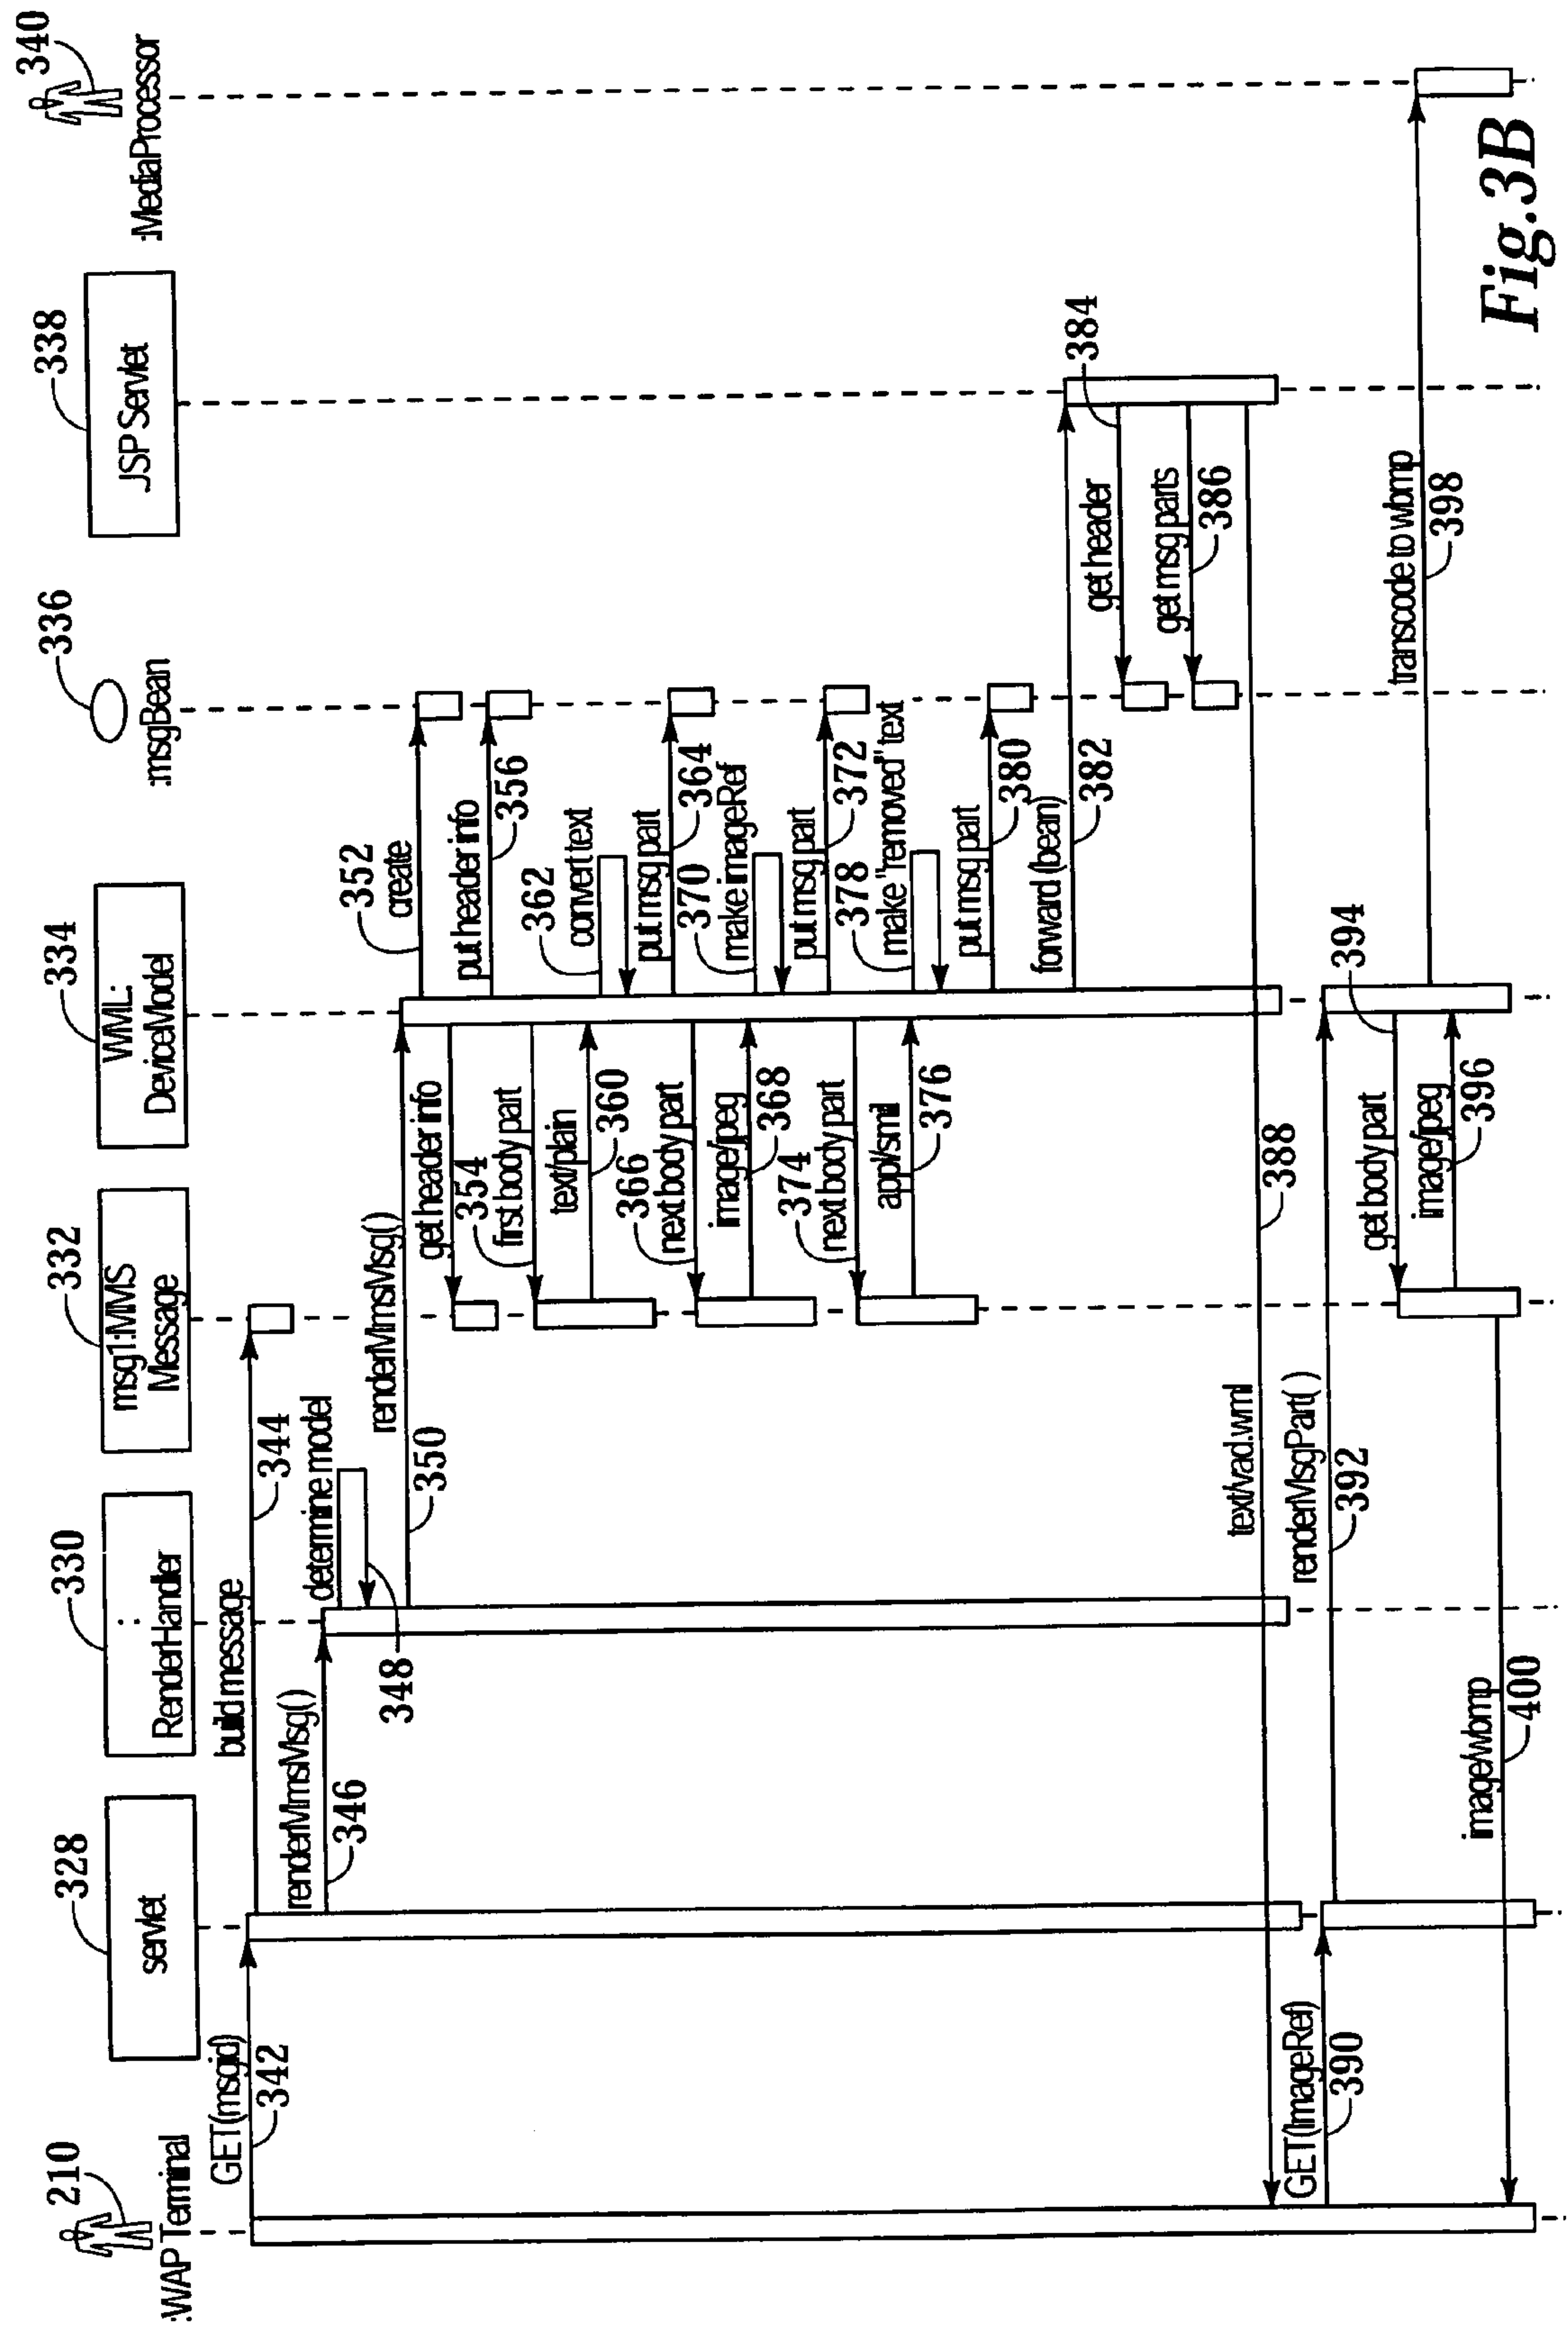 210
:WAP Terminal
328
servlet
330
:
RenderHandler
332
msg1:MMS
Message
334
WML:
DeviceModel
336
:msgBean
338
JSP Servlet
340
:MediaProcessor
GET(msgid)
342
build message
344
renderMmsMsg()
346
determine model
348
renderMmsMsg()
350
352
create
get header info
354
put header info
356
first body part
text/plain
360
362
convert text
put msg part
364
366
next body part
image/jpeg
368
370
make imageRef
put msg part
372
374
next body part
appl/smil
376
378
make "removed" text
put msg part
380
forward (bean)
382
get header
384
get msg parts
386
text/vad.wml
388
GET(ImageRef)
390
renderMsgPart( )
392
get body part
394
image/jpeg
396
transcode to wbmp
398
image/wbmp
400
Fig.3B